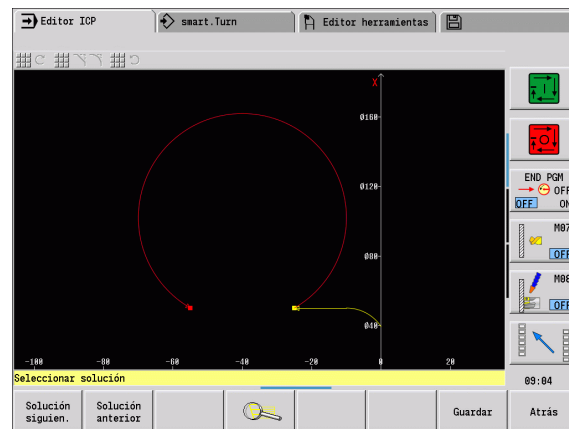 Editor ICP
smart.Turn
Editor herramientas
X
Ø160
Ø120
Ø80
Ø40
-100
-80
-60
-40
-20
0
20
Seleccionar solución
END PGM
OFF
OFF
ON
M07
OFF
M08
OFF
09:04
Solución siguien.
Solución anterior
Guardar
Atrás